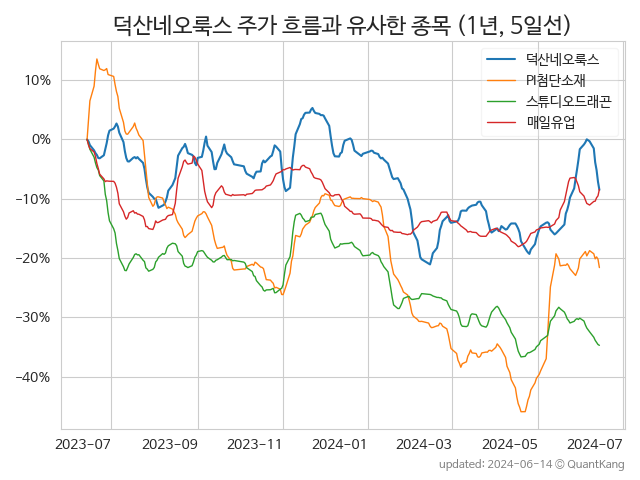 덕산네오룩스 주가 흐름과 유사한 종목 (1년, 5일선)
덕산네오룩스
PI첨단소재
스튜디오드래곤
매일유업
10%
0%
−10%
−20%
−30%
−40%
2023-07
2023-09
2023-11
2024-01
2024-03
2024-05
2024-07
updated: 2024-06-14 © QuantKang